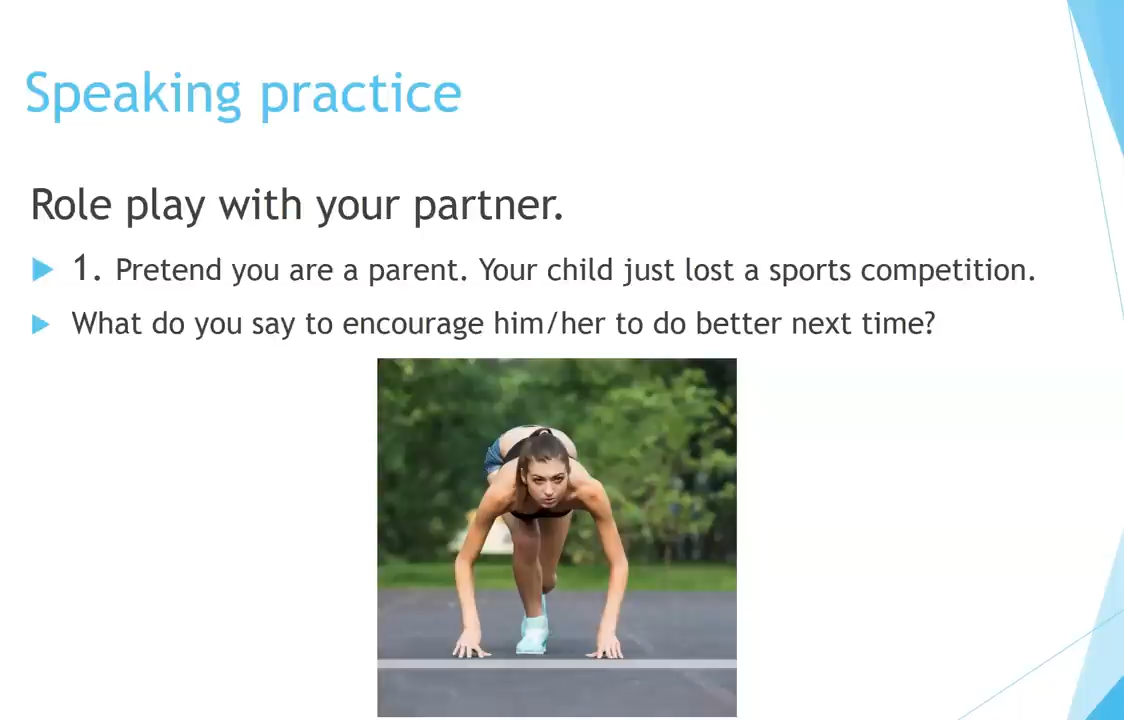 Speaking practice
Role play with your partner.
1. Pretend you are a parent. Your child just lost a sports competition.
What do you say to encourage him/her to do better next time?